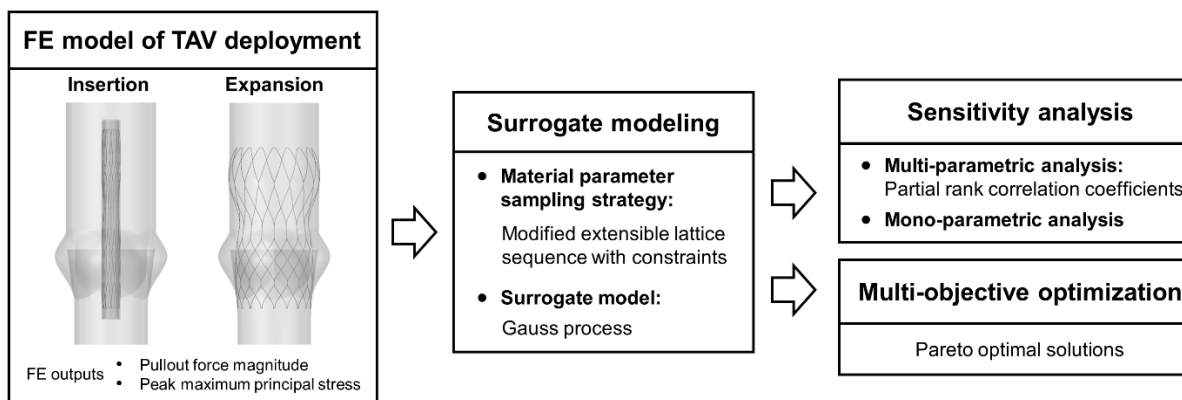 FE model of TAV deployment
Insertion
Expansion
FE outputs
• Pullout force magnitude
• Peak maximum principal stress
Surrogate modeling
• Material parameter
sampling strategy:
Modified extensible lattice
sequence with constraints
• Surrogate model:
Gauss process
Sensitivity analysis
• Multi-parametric analysis:
Partial rank correlation coefficients
• Mono-parametric analysis
Multi-objective optimization
Pareto optimal solutions